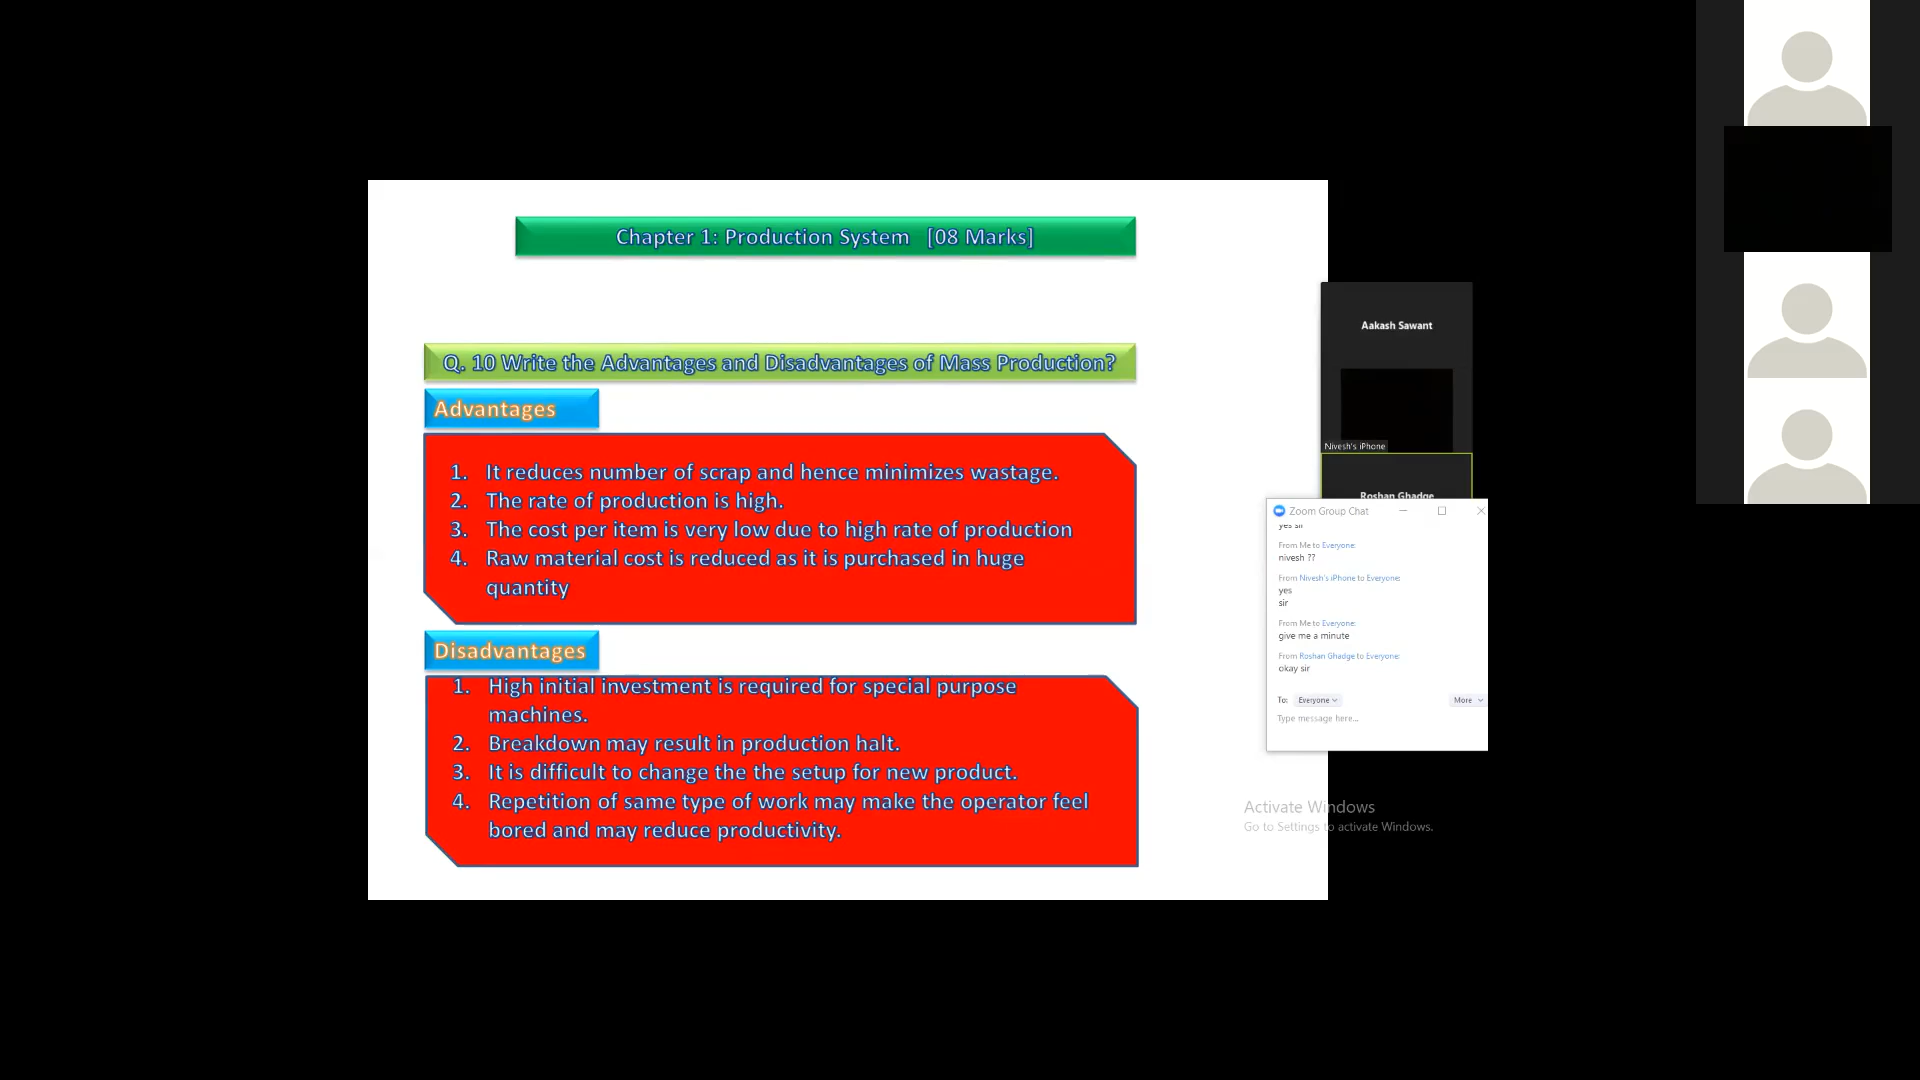 Chapter 1: Production System [08 Marks]
Q. 10 Write the Advantages and Disadvantages of Mass Production?
Advantages
1. It reduces number of scrap and hence minimizes wastage.
2. The rate of production is high.
3. The cost per item is very low due to high rate of production
4. Raw material cost is reduced as it is purchased in huge
quantity
Disadvantages
1. High initial investment is required for special purpose
machines.
2. Breakdown may result in production halt.
3. It is difficult to change the the setup for new product.
4. Repetition of same type of work may make the operator feel
bored and may reduce productivity.
Aakash Sawant
Nivesh's iPhone
Roshan Ghadge
Zoom Group Chat
yes sir
From Me to Everyone:
nivesh ??
From Nivesh's iPhone to Everyone:
yes
sir
From Me to Everyone:
give me a minute
From Roshan Ghadge to Everyone:
okay sir
To: Everyone More
Type message here...
Activate Windows
Go to Settings to activate Windows.